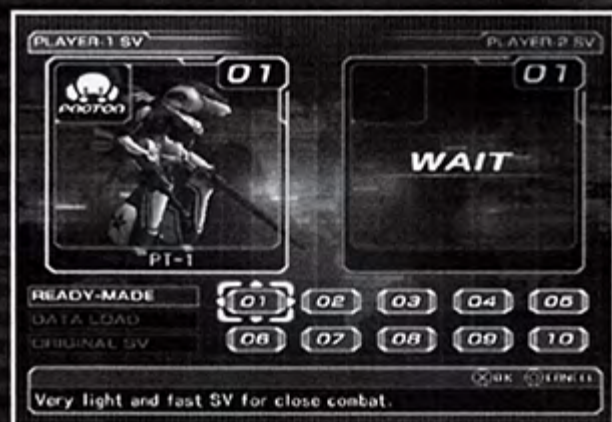 PLAYER-1 SV
PLAYER-2 SV
PROTON
01
01
WAIT
PT-1
READY-MADE
DATA LOAD
ORIGINAL SV
01 02 03 04 05
06 07 08 09 10
OK CANCEL
Very light and fast SV for close combat.